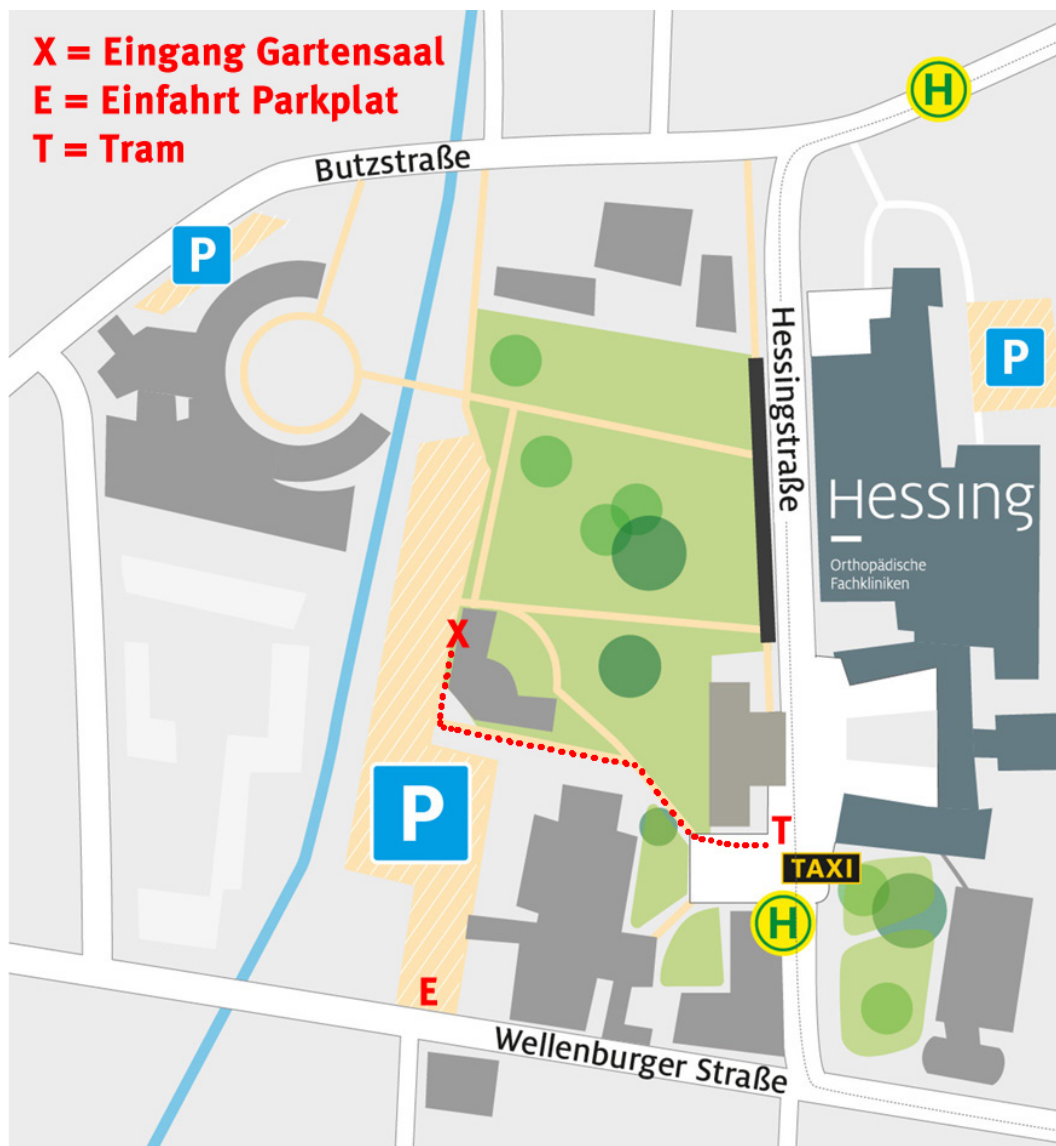 X = Eingang Gartensaal
E = Einfahrt Parkplat
T = Tram
H
Butzstraße
P
Hessingstraße
P
Hessing
Orthopädische
Fachkliniken
X
P
T
TAXI
H
E
Wellenburger Straße